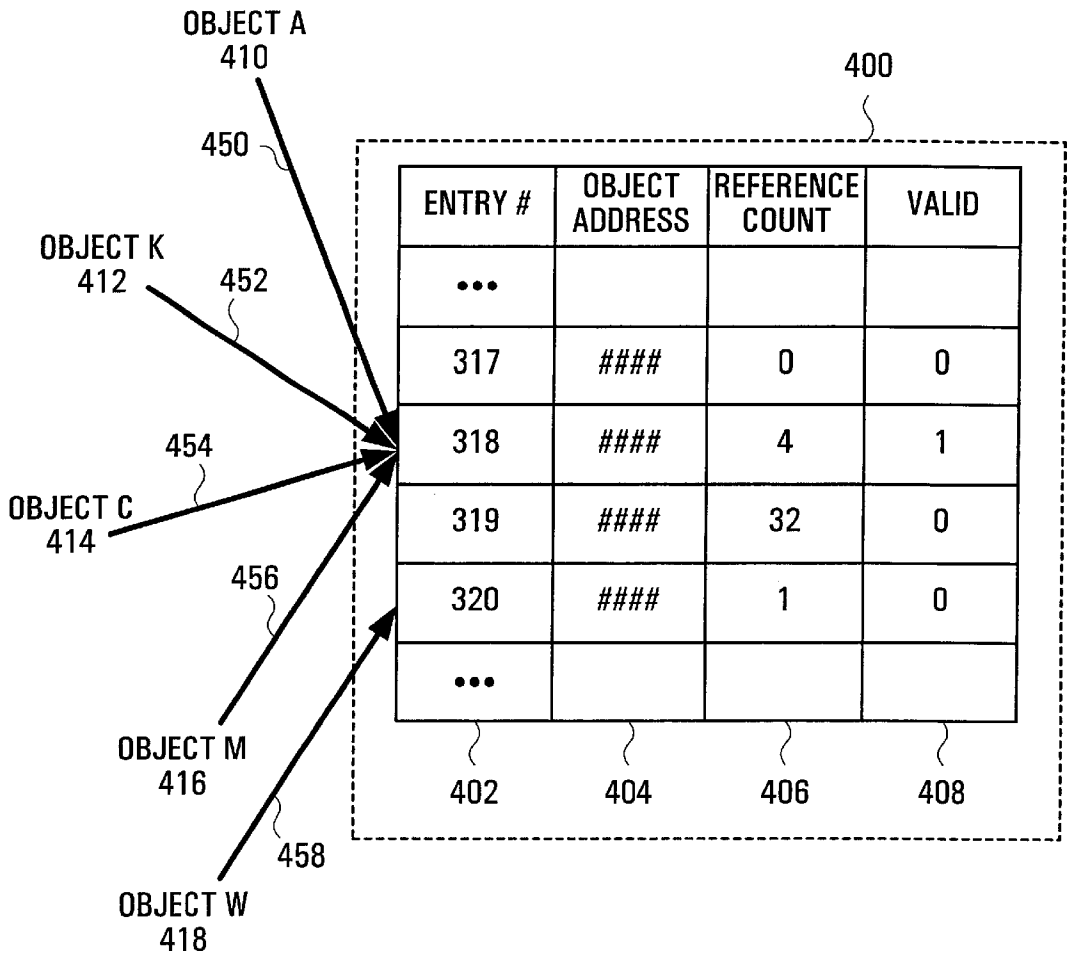 OBJECT A
410
400
450
ENTRY # OBJECT ADDRESS REFERENCE COUNT VALID
OBJECT K
412
452
•••
317 #### 0 0
318 #### 4 1
454
OBJECT C
414
319 #### 32 0
456
320 #### 1 0
•••
OBJECT M
416
402 404 406 408
458
OBJECT W
418